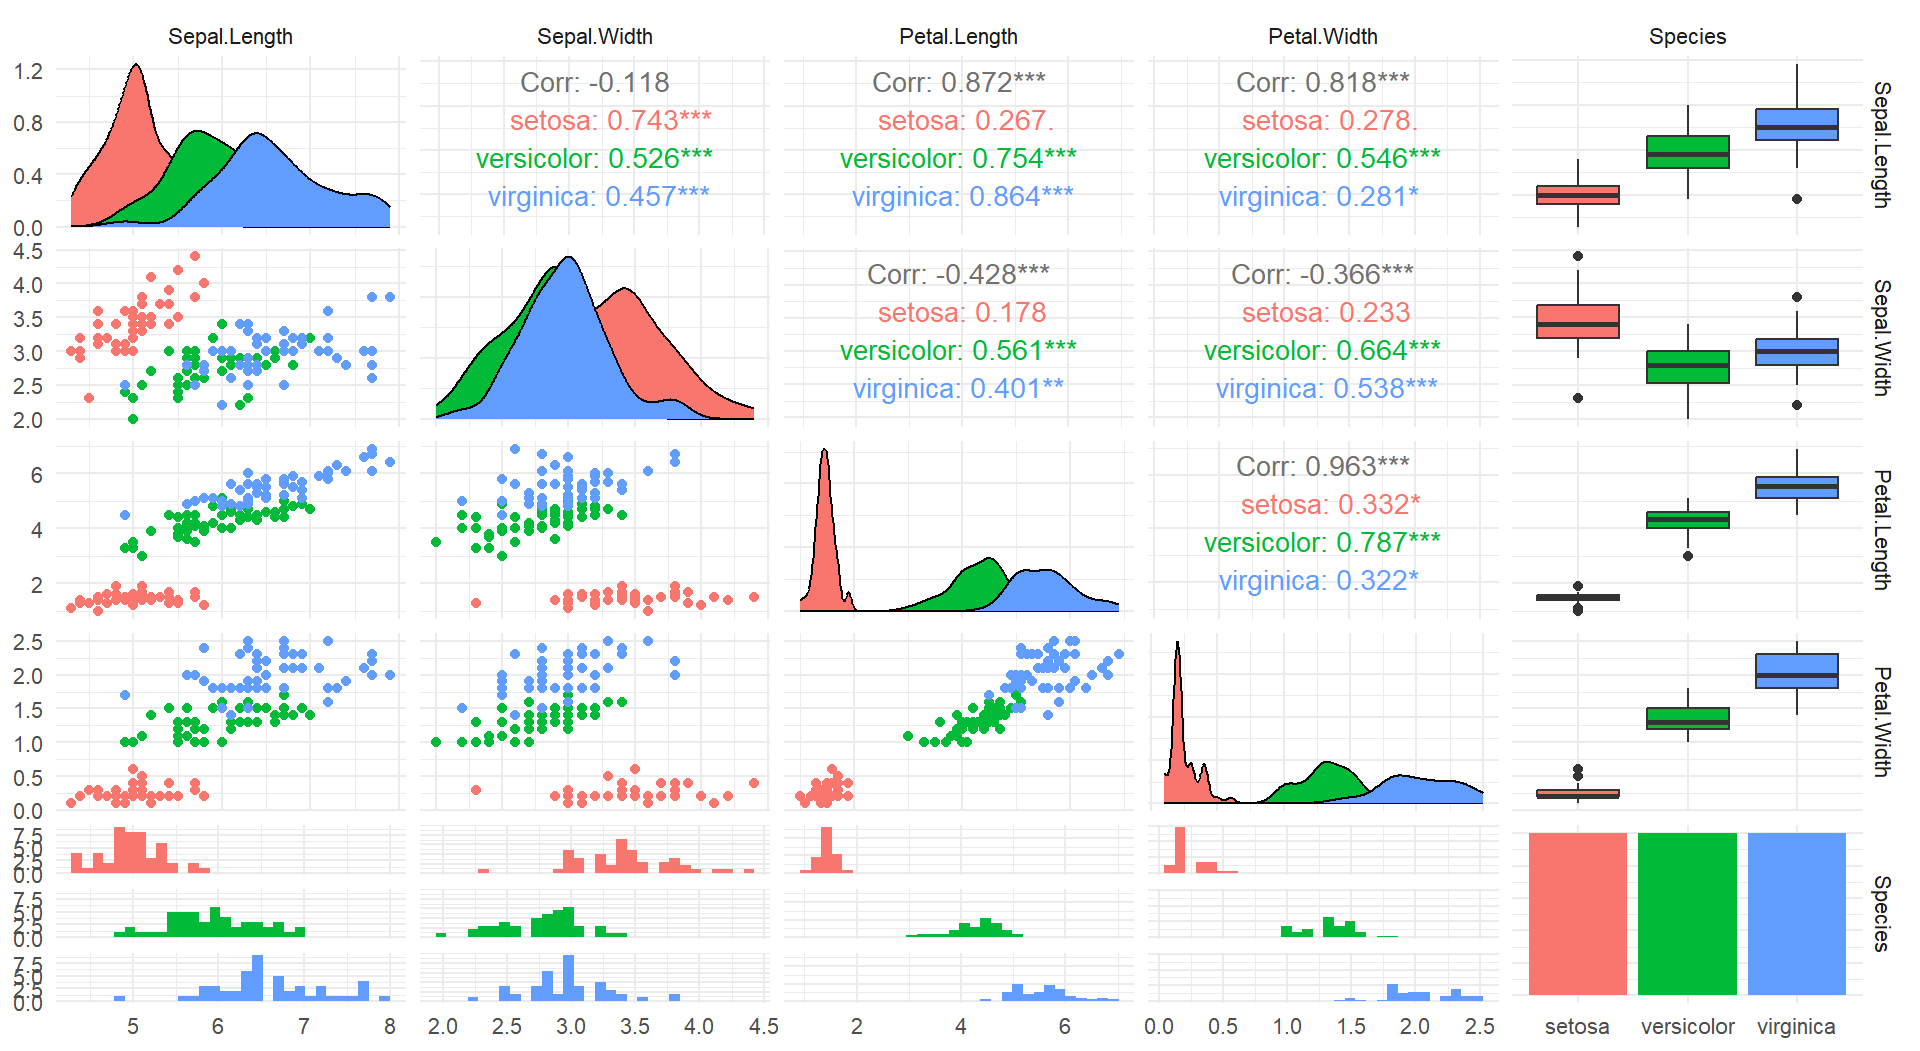 Sepal.Length Sepal.Width Petal.Length Petal.Width Species
1.2
0.8
0.4
0.0
Corr: -0.118
setosa: 0.743***
versicolor: 0.526***
virginica: 0.457***
Corr: 0.872***
setosa: 0.267.
versicolor: 0.754***
virginica: 0.864***
Corr: 0.818***
setosa: 0.278.
versicolor: 0.546***
virginica: 0.281*
Sepal.Length
4.5
4.0
3.5
3.0
2.5
2.0
Corr: -0.428***
setosa: 0.178
versicolor: 0.561***
virginica: 0.401**
Corr: -0.366***
setosa: 0.233
versicolor: 0.664***
virginica: 0.538***
Sepal.Width
6
4
2
Corr: 0.963***
setosa: 0.332*
versicolor: 0.787***
virginica: 0.322*
Petal.Length
2.5
2.0
1.5
1.0
0.5
0.0
Petal.Width
7.5
5.0
2.5
0.0
7.5
5.0
2.5
0.0
7.5
5.0
2.5
0.0
Species
5 6 7 8 2.0 2.5 3.0 3.5 4.0 4.5 2 4 6 0.0 0.5 1.0 1.5 2.0 2.5 setosa versicolor virginica